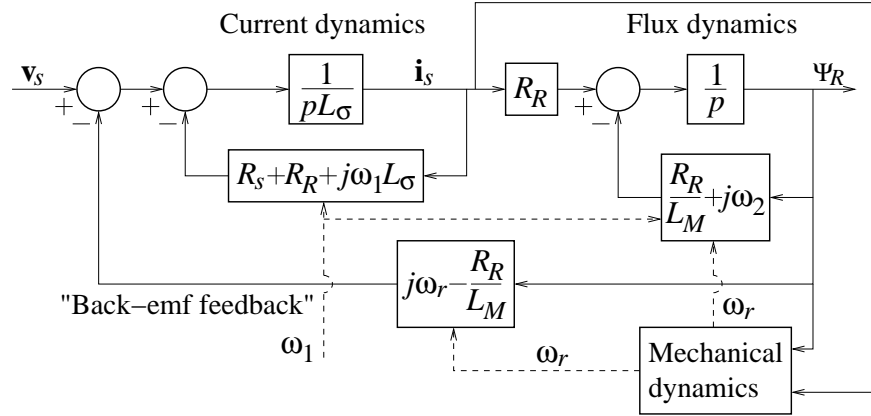 Current dynamics
Flux dynamics
v_s
+
−
+
−
1
pL_σ
i_s
R_R
+
−
1
p
Ψ_R
R_s+R_R+jω_1L_σ
R_R
L_M
+jω_2
jω_r−
R_R
L_M
"Back−emf feedback"
ω_1
ω_r
ω_r
Mechanical
dynamics